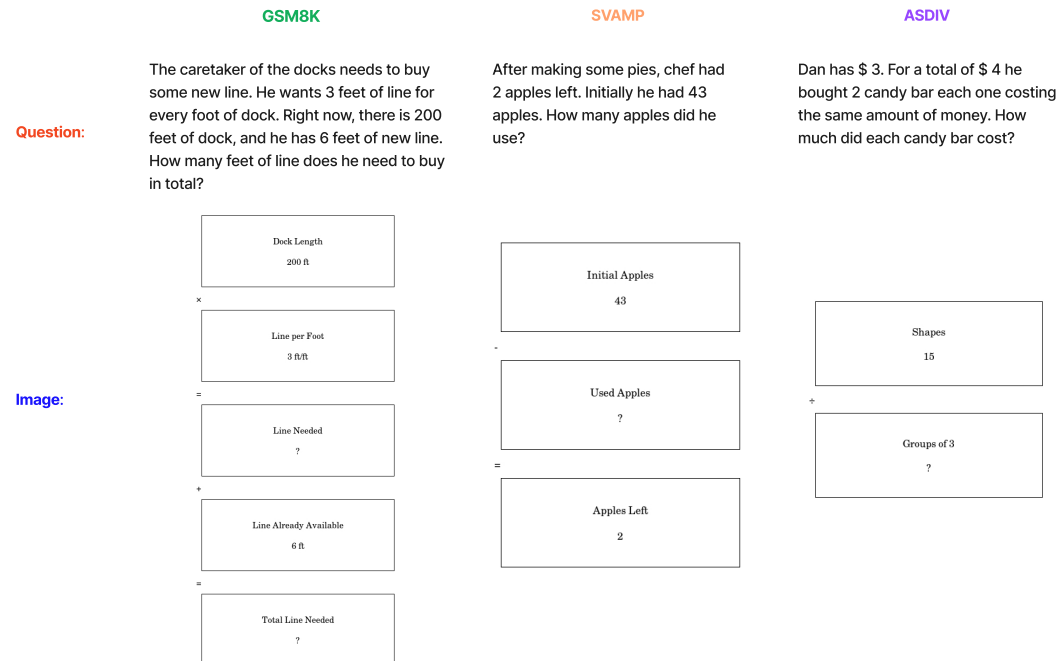 GSM8K
SVAMP
ASDIV
Question:
The caretaker of the docks needs to buy
some new line. He wants 3 feet of line for
every foot of dock. Right now, there is 200
feet of dock, and he has 6 feet of new line.
How many feet of line does he need to buy
in total?
After making some pies, chef had
2 apples left. Initially he had 43
apples. How many apples did he
use?
Dan has $ 3. For a total of $ 4 he
bought 2 candy bar each one costing
the same amount of money. How
much did each candy bar cost?
Image:
Dock Length
200 ft
×
Line per Foot
3 ft/ft
=
Line Needed
?
+
Line Already Available
6 ft
=
Total Line Needed
?
Initial Apples
43
-
Used Apples
?
=
Apples Left
2
Shapes
15
÷
Groups of 3
?